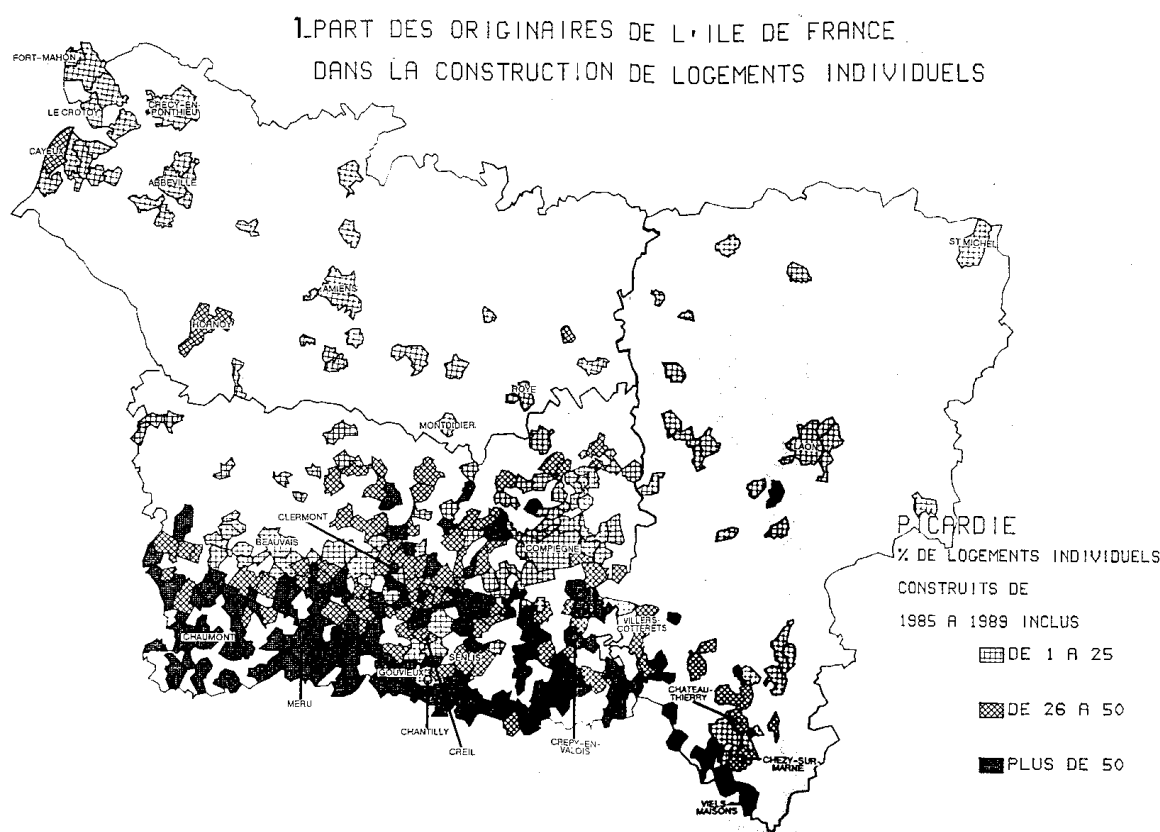 1_PART DES ORIGINAIRES DE L'ILE DE FRANCE
DANS LA CONSTRUCTION DE LOGEMENTS INDIVIDUELS
FORT-MAHON
LE CROTOY
CRECY-EN-
PONTHIEU
CAYEUX
ABBEVILLE
ST MICHEL
AMIENS
HORNOY
ROYE
MONTDIDIER
LAON
CLERMONT
BEAUVAIS
COMPIEGNE
VILLERS-
COTTERETS
CHAUMONT
SENLIS
GOUVIEUX
MERU
CHANTILLY
CREIL
CREPY-EN-
VALOIS
CHATEAU-
THIERRY
CHEZY-SUR-
MARNE
VIELS-
MAISONS
PICARDIE
% DE LOGEMENTS INDIVIDUELS
CONSTRUITS DE
1985 A 1989 INCLUS
DE 1 A 25
DE 26 A 50
PLUS DE 50